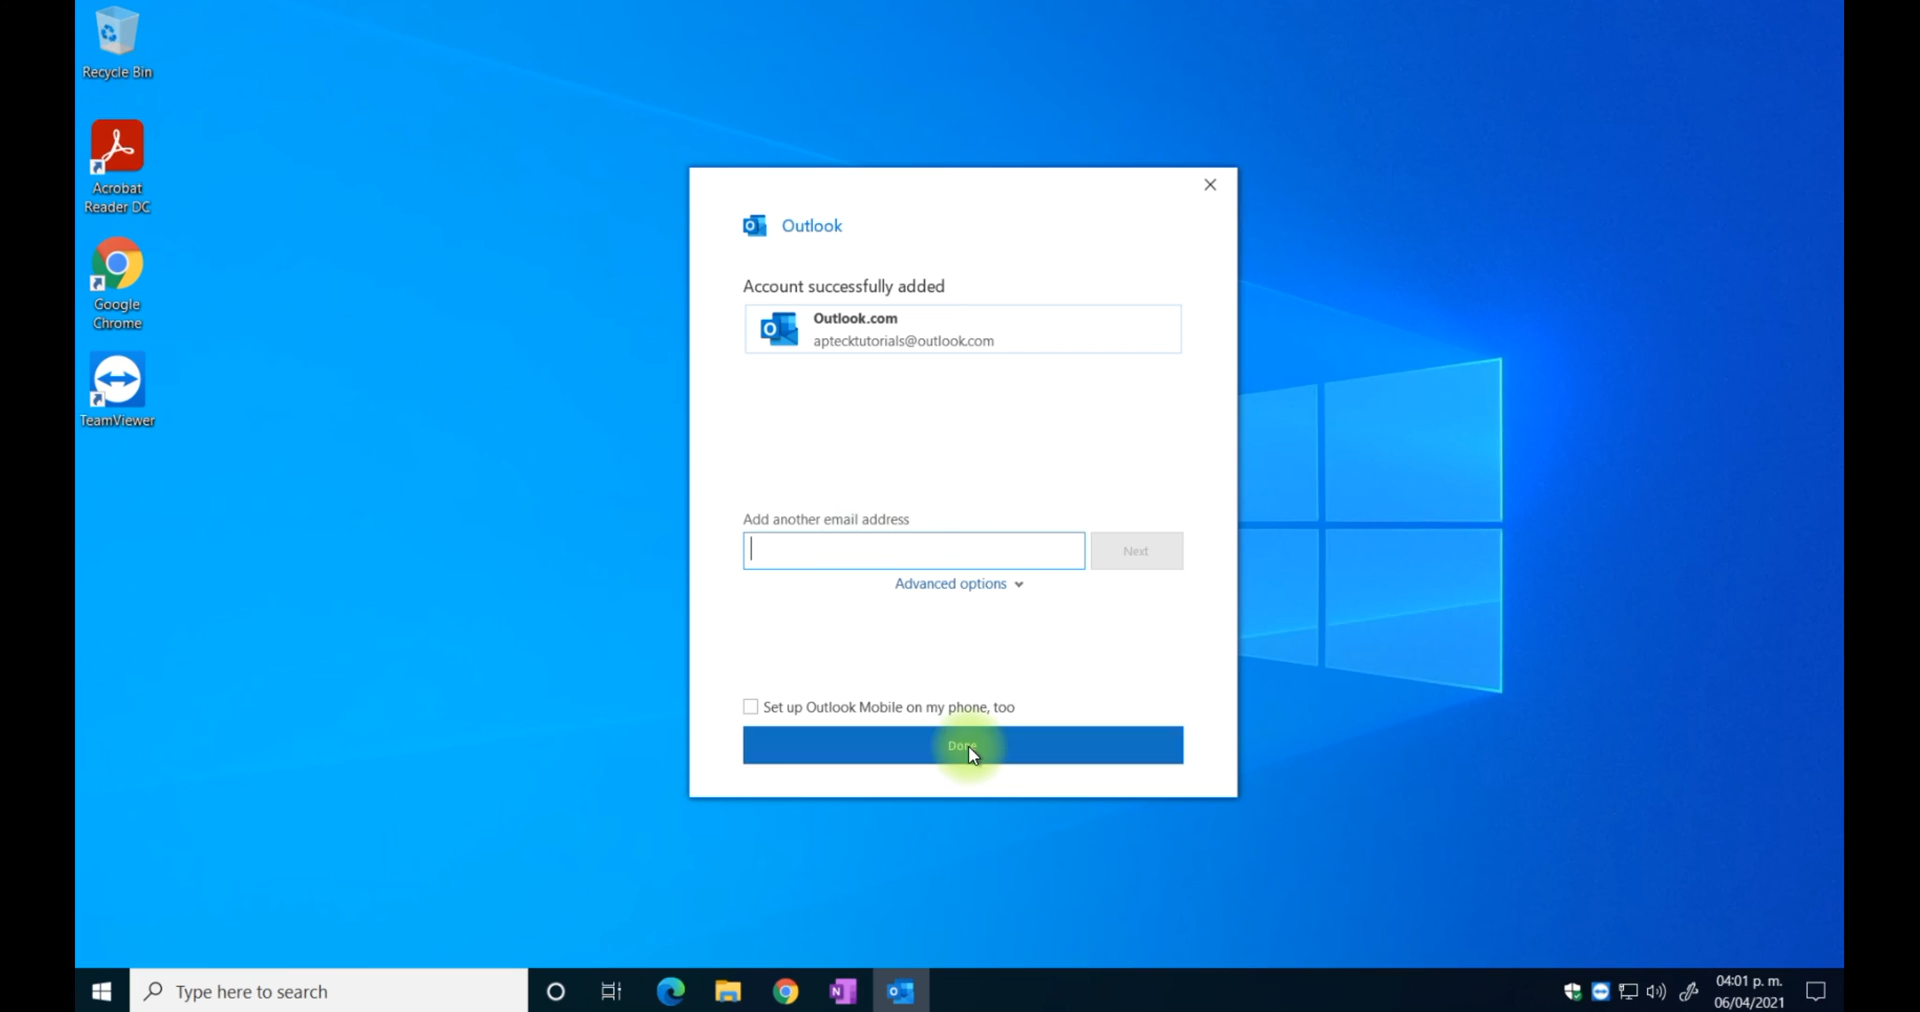 Recycle Bin
Acrobat
Reader DC
Google
Chrome
TeamViewer
Outlook
Account successfully added
Outlook.com
aptecktutorials@outlook.com
Add another email address
Next
Advanced options
Set up Outlook Mobile on my phone, too
Done
Type here to search
04:01 p. m.
06/04/2021